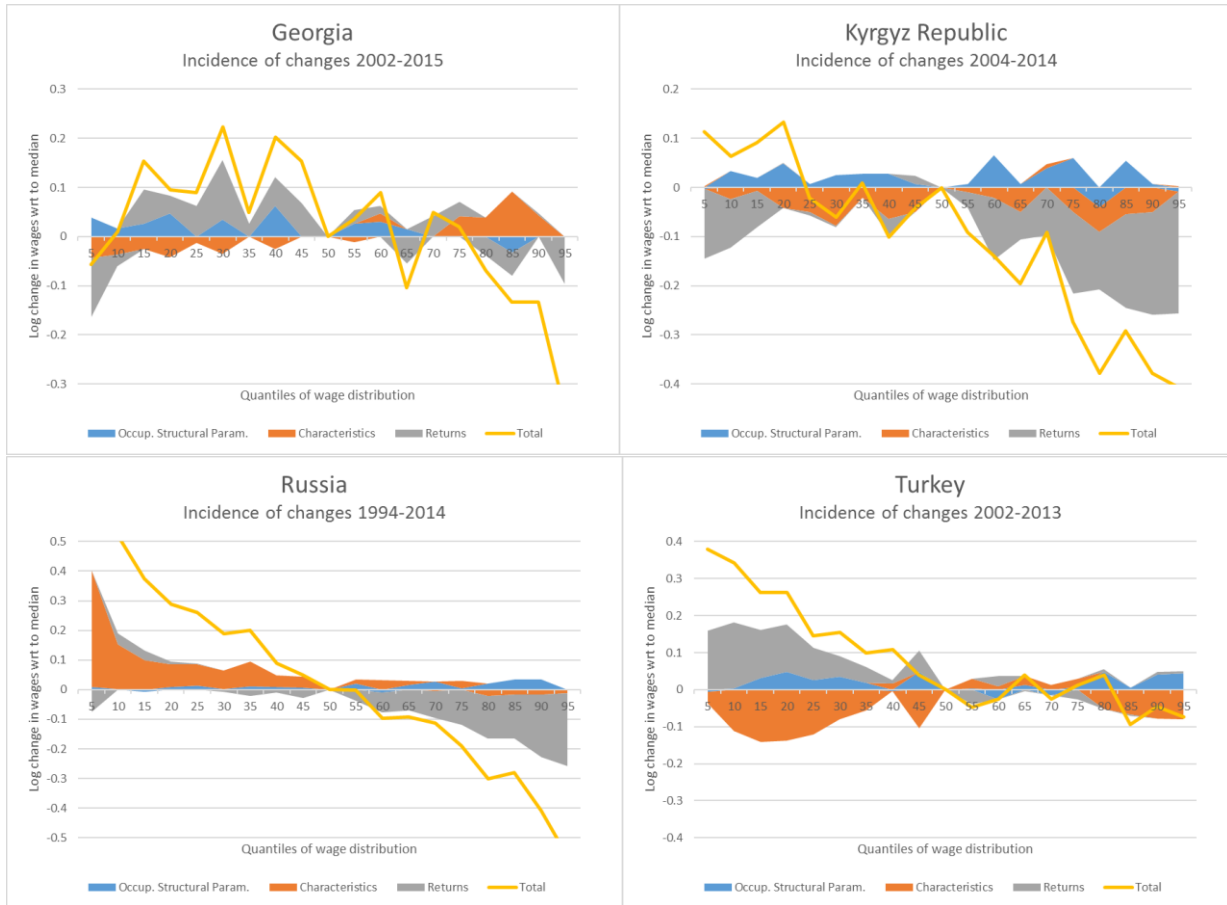 Georgia
Incidence of changes 2002-2015
Log change in wages wrt to median
0.3
0.2
0.1
0
-0.1
-0.2
-0.3
5 10 15 20 25 30 35 40 45 50 55 60 65 70 75 80 85 90 95
Quantiles of wage distribution
Occup. Structural Param. Characteristics Returns Total
Kyrgyz Republic
Incidence of changes 2004-2014
Log change in wages wrt to median
0.2
0.1
0
-0.1
-0.2
-0.3
-0.4
5 10 15 20 25 30 35 40 45 50 55 60 65 70 75 80 85 90 95
Quantiles of wage distribution
Occup. Structural Param. Characteristics Returns Total
Russia
Incidence of changes 1994-2014
Log change in wages wrt to median
0.5
0.4
0.3
0.2
0.1
0
-0.1
-0.2
-0.3
-0.4
-0.5
5 10 15 20 25 30 35 40 45 50 55 60 65 70 75 80 85 90 95
Quantiles of wage distribution
Occup. Structural Param. Characteristics Returns Total
Turkey
Incidence of changes 2002-2013
Log change in wages wrt to median
0.4
0.3
0.2
0.1
0
-0.1
-0.2
-0.3
-0.4
5 10 15 20 25 30 35 40 45 50 55 60 65 70 75 80 85 90 95
Quantiles of wage distribution
Occup. Structural Param. Characteristics Returns Total